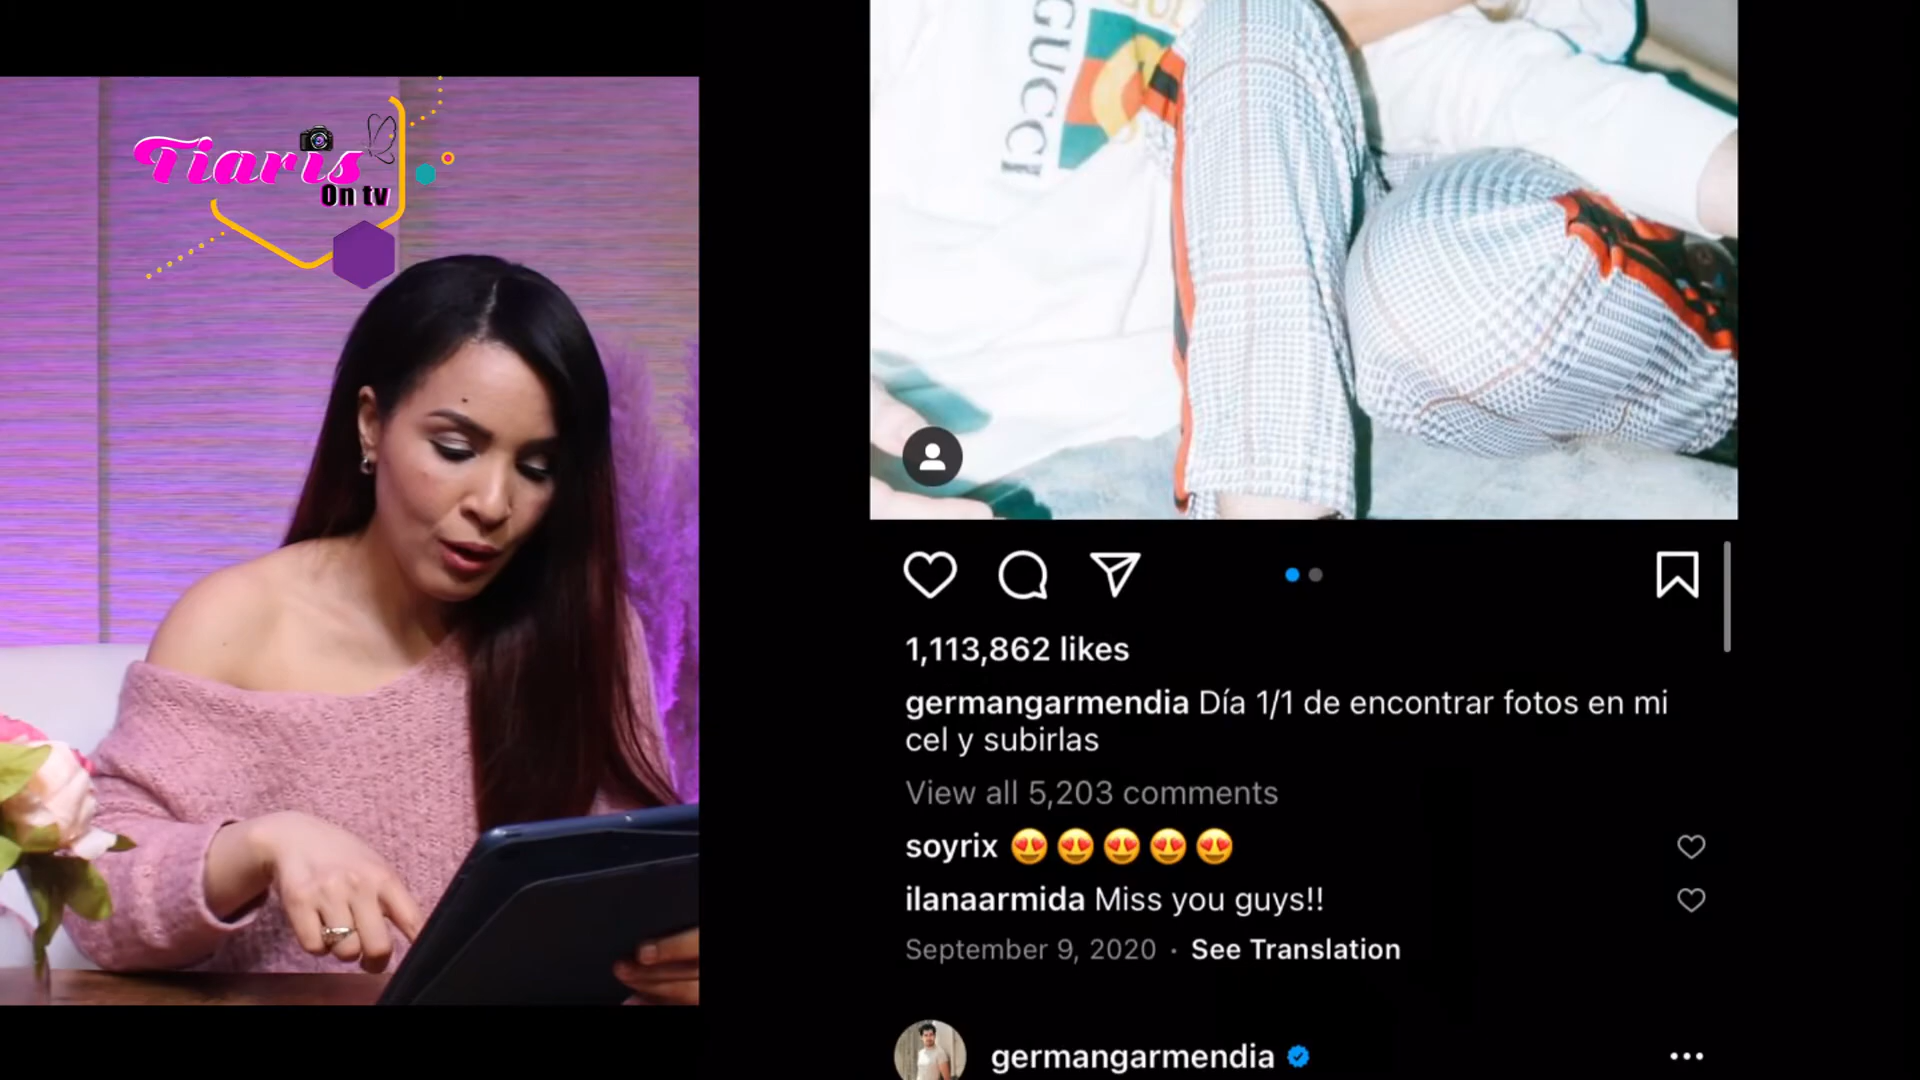 Tiaris
On tv
GUCCI
GUCCI
1,113,862 likes
germangarmendia Día 1/1 de encontrar fotos en mi
cel y subirlas
View all 5,203 comments
soyrix 😍😍😍😍😍
ilanaarmida Miss you guys!!
September 9, 2020 · See Translation
germangarmendia